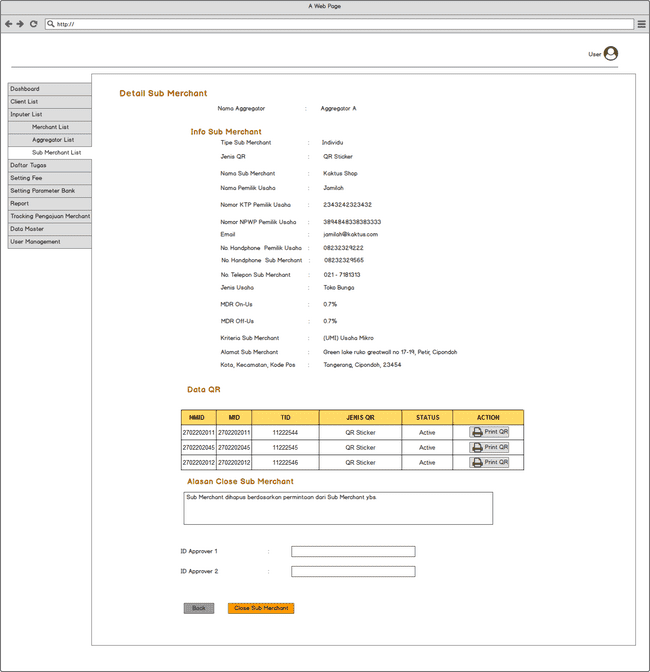 A Web Page
http://
User
Dashboard
Client List
Inputer List
Merchant List
Aggregator List
Sub Merchant List
Daftar Tugas
Setting Fee
Setting Parameter Bank
Report
Tracking Pengajuan Merchant
Data Master
User Management
Detail Sub Merchant
Nama Aggregator : Aggregator A
Info Sub Merchant
Tipe Sub Merchant : Individu
Jenis QR : QR Sticker
Nama Sub Merchant : Kaktus Shop
Nama Pemilik Usaha : Jamilah
Nomor KTP Pemilik Usaha : 2343242323432
Nomor NPWP Pemilik Usaha : 3894848338383333
Email : jamilah@kaktus.com
No. Handphone Pemilik Usaha : 08232329222
No. Handphone Sub Merchant : 08232329565
No. Telepon Sub Merchant : 021 - 7181313
Jenis Usaha : Toko Bunga
MDR On-Us : 0.7%
MDR Off-Us : 0.7%
Kriteria Sub Merchant : (UMI) Usaha Mikro
Alamat Sub Merchant : Green lake ruko greatwall no 17-19, Petir, Cipondoh
Kota, Kecamatan, Kode Pos : Tangerang, Cipondoh, 23454
Data QR
NMID MID TID JENIS QR STATUS ACTION
2702202011 2702202011 11222544 QR Sticker Active Print QR
2702202045 2702202045 11222545 QR Sticker Active Print QR
2702202012 2702202012 11222546 QR Sticker Active Print QR
Alasan Close Sub Merchant
Sub Merchant dihapus berdasarkan permintaan dari Sub Merchant ybs.
ID Approver 1 :
ID Approver 2 :
Back Close Sub Merchant